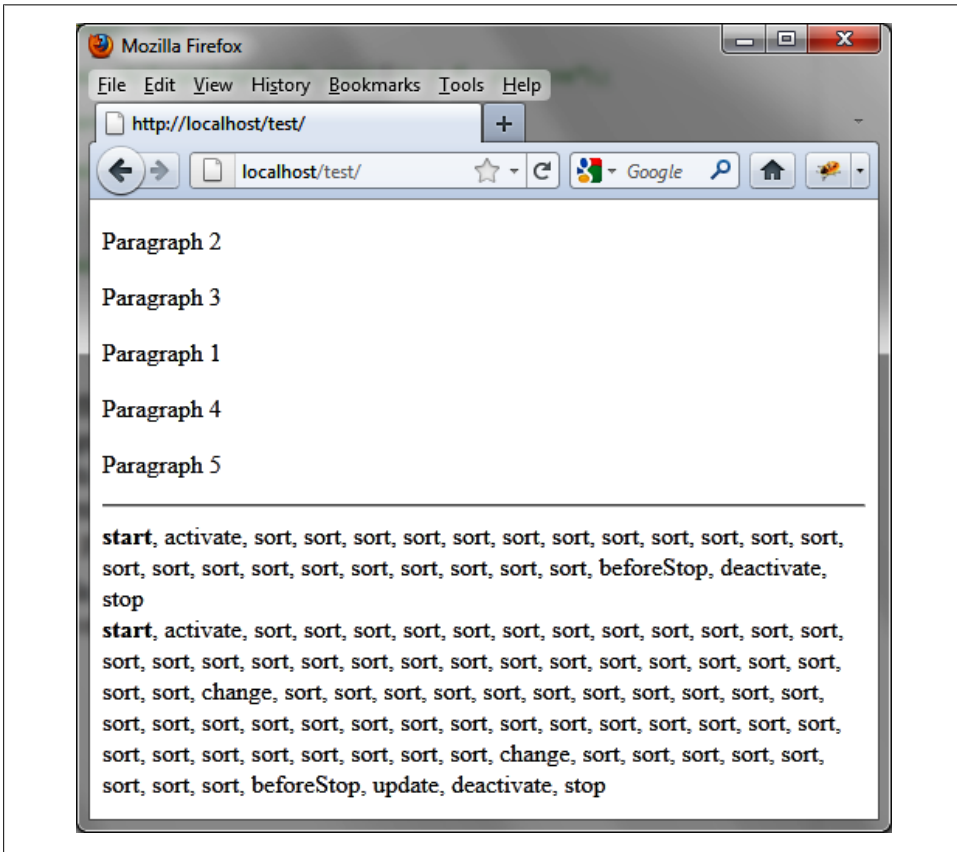 Mozilla Firefox
File Edit View History Bookmarks Tools Help
http://localhost/test/
localhost/test/
Google
Paragraph 2
Paragraph 3
Paragraph 1
Paragraph 4
Paragraph 5
start, activate, sort, sort, sort, sort, sort, sort, sort, sort, sort, sort, sort, sort,
sort, sort, sort, sort, sort, sort, sort, sort, sort, sort, beforeStop, deactivate,
stop
start, activate, sort, sort, sort, sort, sort, sort, sort, sort, sort, sort, sort, sort,
sort, sort, sort, sort, sort, sort, sort, sort, sort, sort, sort, sort, sort, sort, sort,
sort, sort, change, sort, sort, sort, sort, sort, sort, sort, sort, sort, sort, sort,
sort, sort, sort, sort, sort, sort, sort, sort, sort, sort, sort, sort, sort, sort, sort,
sort, sort, sort, sort, sort, sort, sort, sort, change, sort, sort, sort, sort, sort,
sort, sort, sort, beforeStop, update, deactivate, stop